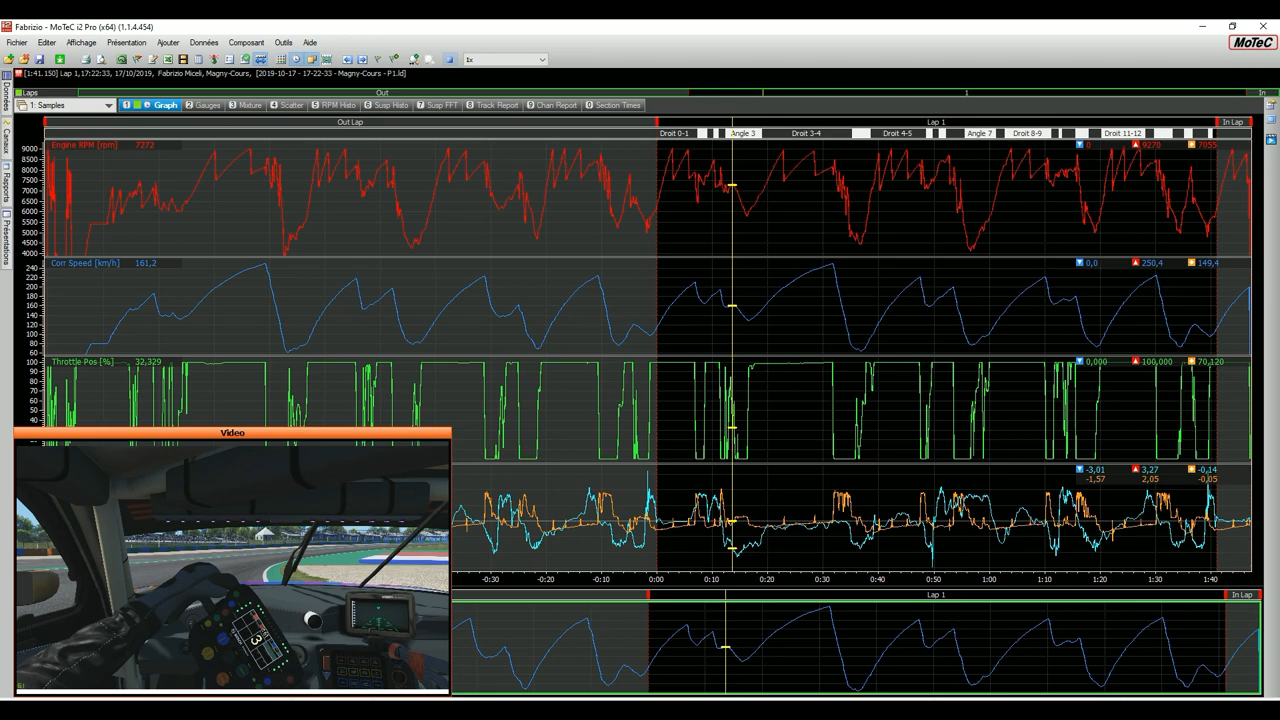 Fabrizio - MoTeC i2 Pro (x64) (1.1.4.454)
Fichier Editer Affichage Présentation Ajouter Données Composant Outils Aide
MoTeC
1x
[1:41.150] Lap 1,17:22:33, 17/10/2019, Fabrizio Miceli, Magny-Cours, [2019-10-17 - 17-22-33 - Magny-Cours - P1.ld]
Laps Out 1 In
1: Samples 1 Graph 2 Gauges 3 Mixture 4 Scatter 5 RPM Histo 6 Susp Histo 7 Susp FFT 8 Track Report 9 Chan Report 0 Section Times
Données
Canaux
Rapports
Présentations
Out Lap Lap 1 In Lap
Droit 0-1 Angle 3 Droit 3-4 Droit 4-5 Angle 7 Droit 8-9 Droit 11-12
Engine RPM [rpm] 7272 0 9270 7055
9000
8500
8000
7500
7000
6500
6000
5500
5000
4500
4000
Corr Speed [km/h] 161,2 0,0 250,4 149,4
240
220
200
180
160
140
120
100
80
60
Throttle Pos [%] 32,329 0,000 100,000 70,120
100
90
80
70
60
50
40
Video
-3,01 3,27 -0,14
-1,57 2,05 -0,05
3
-0:30 -0:20 -0:10 0:00 0:10 0:20 0:30 0:40 0:50 1:00 1:10 1:20 1:30 1:40
Lap 1 In Lap